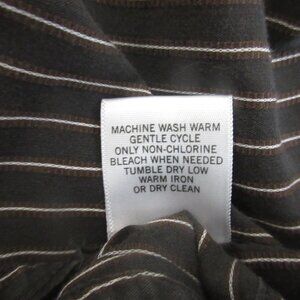 MACHINE WASH WARM
GENTLE CYCLE
ONLY NON-CHLORINE
BLEACH WHEN NEEDED
TUMBLE DRY LOW
WARM IRON
OR DRY CLEAN